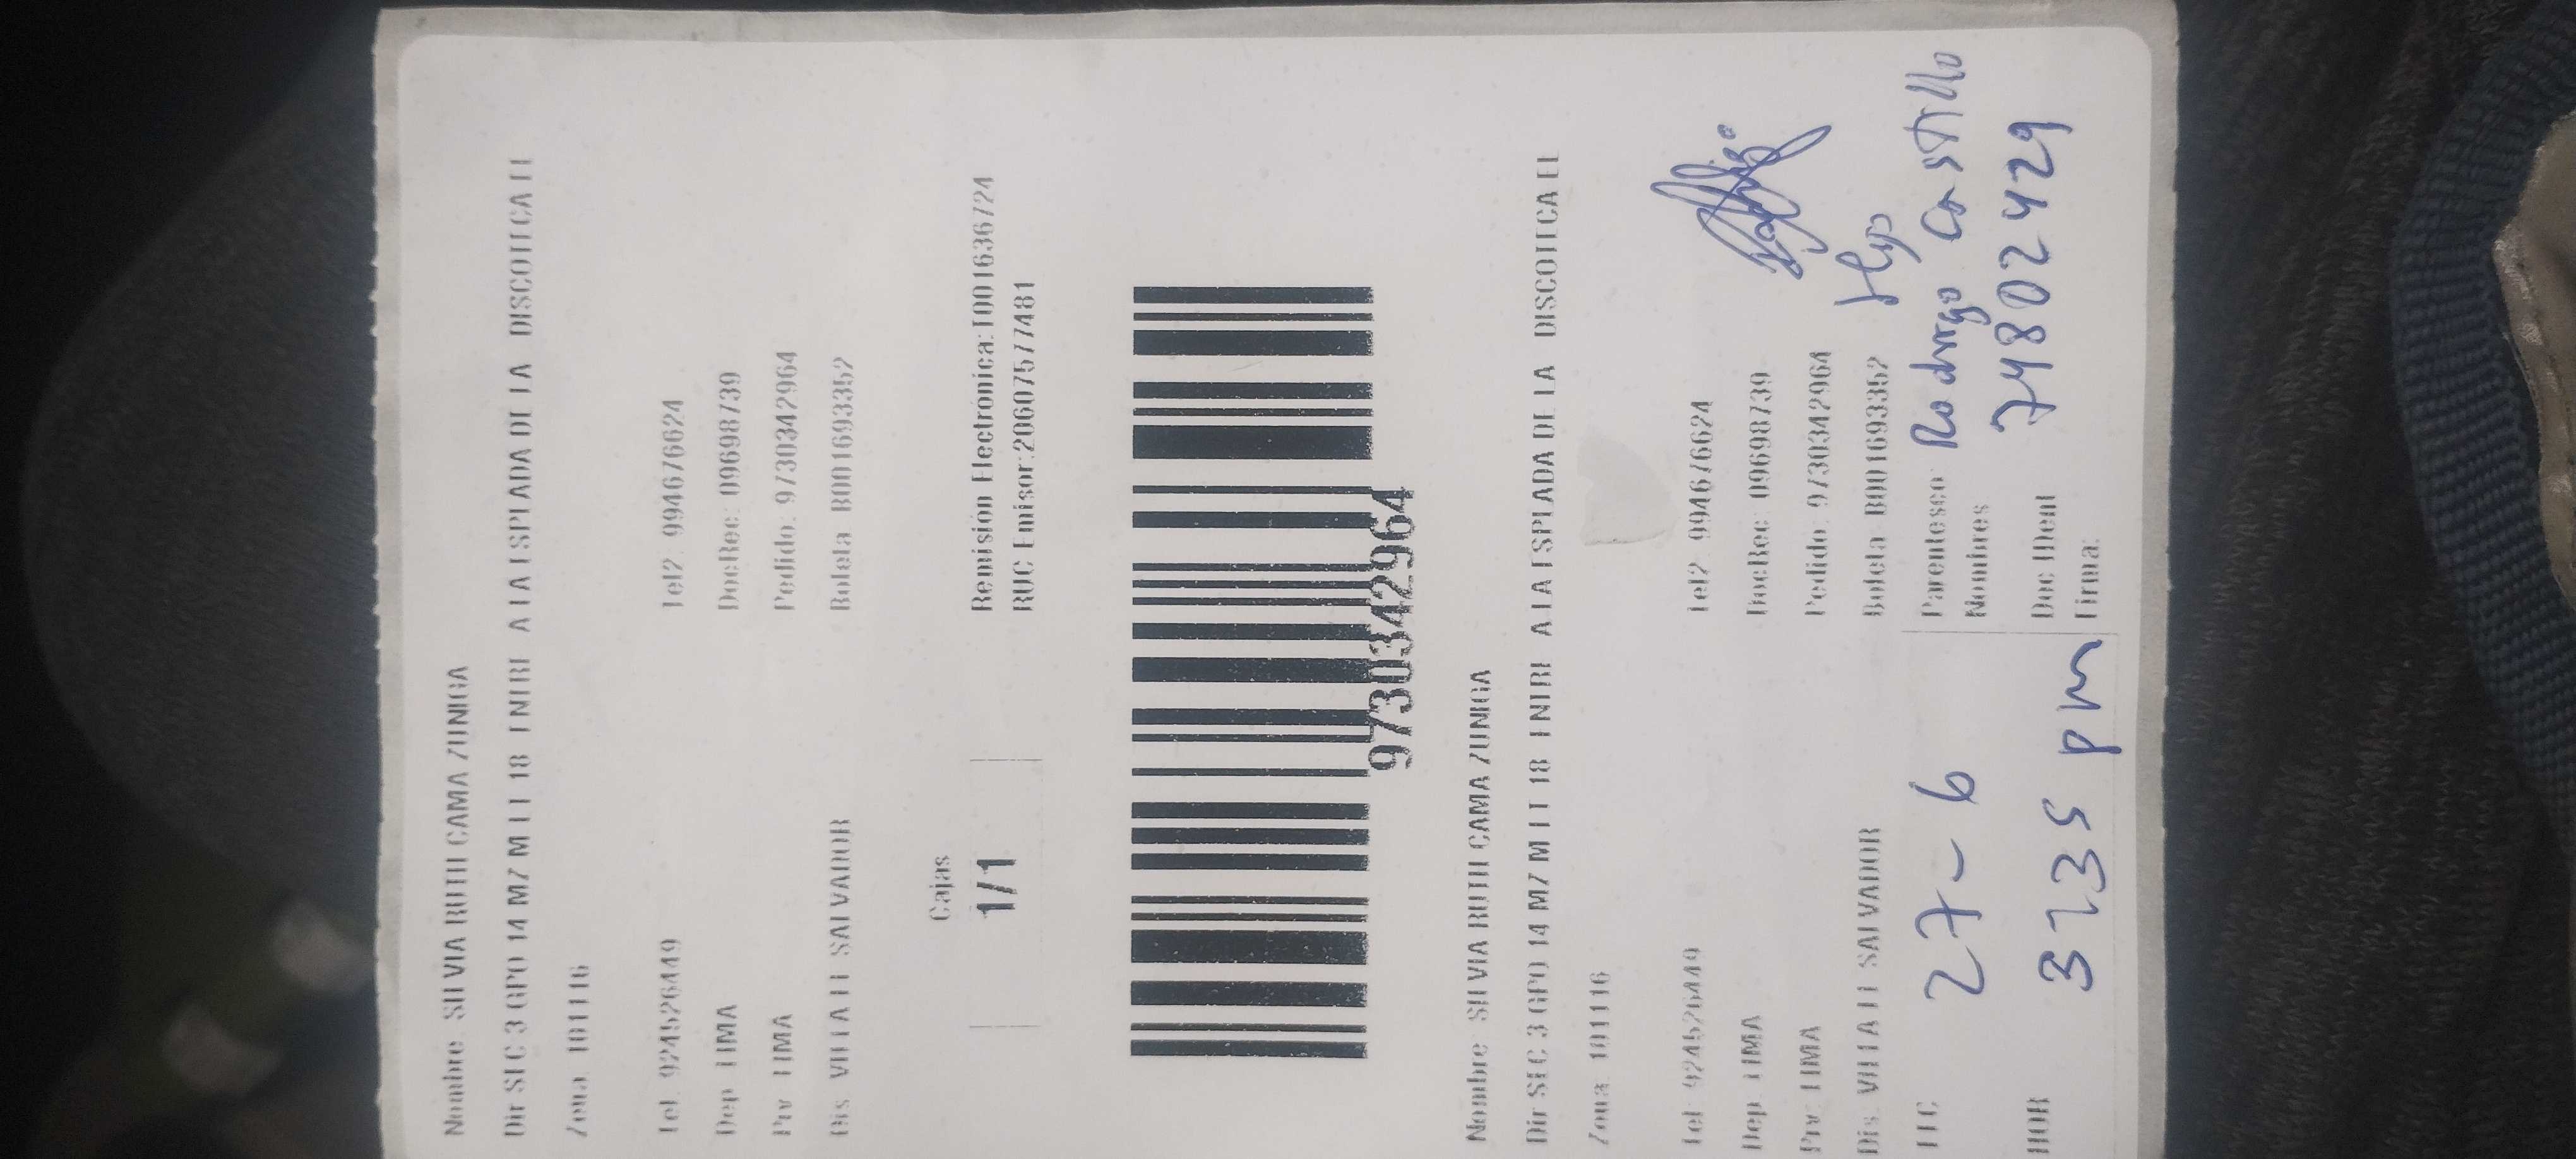 Nombre: SILVIA RUTH CAMA ZUNIGA
Dir SEC 3 GPO 14 MZ M LT 18 ENTRE A LA ESPLADA DE LA DISCOTECA EL
Zona: 101116
Tel: 924526449 Tel2: 994676624
Dep: LIMA DocRec: 09698739
Prv: LIMA Pedido: 9730342964
Dis: VILLA EL SALVADOR Boleta B001693352
Cajas
1/1
Remisión Electrónica:T001636724
RUC Emisor:20607577481
9730342964
Nombre: SILVIA RUTH CAMA ZUNIGA
Dir SEC 3 GPO 14 MZ M LT 18 ENTRE A LA ESPLADA DE LA DISCOTECA EL
Zona: 101116
Tel: 924526449 Tel2: 994676624
Dep: LIMA DocRec: 09698739
Prv: LIMA Pedido: 9730342964
Dis: VILLA EL SALVADOR Boleta B001693352
FEC 27-6 Parentesco
Nombres Rodrigo Castillo
HOR 3:35 pm Doc Iden 74802429
Firma: